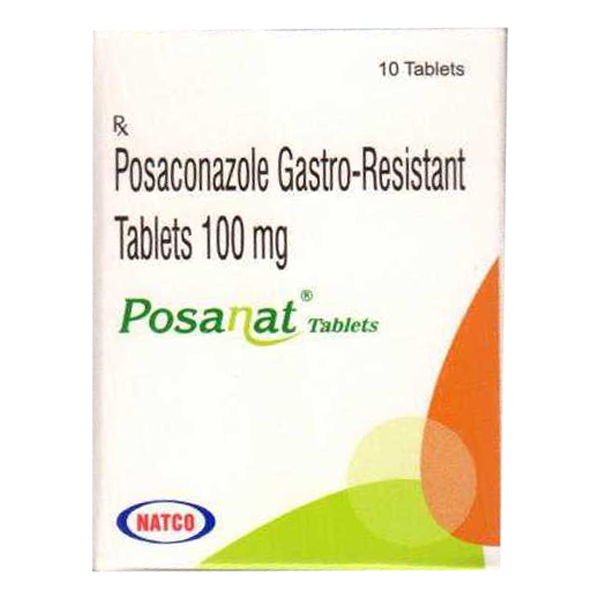 10 Tablets
℞
Posaconazole Gastro-Resistant
Tablets 100 mg
Posanat® Tablets
NATCO